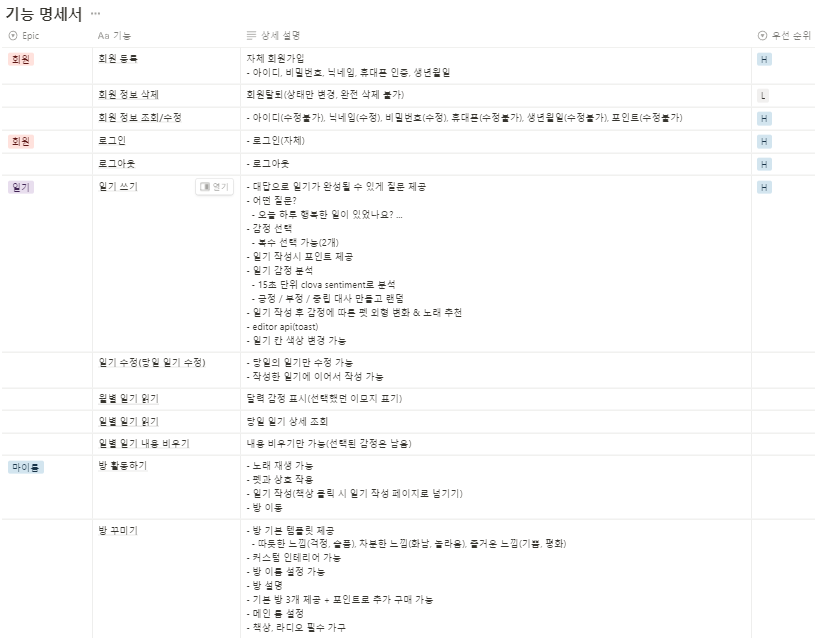 기능 명세서 ...
Epic Aa 기능 상세 설명 우선 순위
회원 회원 등록 자체 회원가입 H
- 아이디, 비밀번호, 닉네임, 휴대폰 인증, 생년월일
회원 정보 삭제 회원탈퇴(상태만 변경, 완전 삭제 불가) L
회원 정보 조회/수정 - 아이디(수정불가), 닉네임(수정), 비밀번호(수정), 휴대폰(수정불가), 생년월일(수정불가), 포인트(수정불가) H
회원 로그인 - 로그인(자체) H
로그아웃 - 로그아웃 H
일기 일기 쓰기 열기 - 대답으로 일기가 완성될 수 있게 질문 제공 H
- 어떤 질문?
- 오늘 하루 행복한 일이 있었나요? ...
- 감정 선택
- 복수 선택 가능(2개)
- 일기 작성시 포인트 제공
- 일기 감정 분석
- 15초 단위 clova sentiment로 분석
- 긍정 / 부정 / 중립 대사 만들고 랜덤
- 일기 작성 후 감정에 따른 펫 외형 변화 & 노래 추천
- editor api(toast)
- 일기 칸 색상 변경 가능
일기 수정(당일 일기 수정) - 당일의 일기만 수정 가능
- 작성한 일기에 이어서 작성 가능
월별 일기 읽기 달력 감정 표시(선택했던 이모지 표기)
일별 일기 읽기 당일 일기 상세 조회
일별 일기 내용 비우기 내용 비우기만 가능(선택된 감정은 남음)
마이룸 방 활동하기 - 노래 재생 가능
- 펫과 상호 작용
- 일기 작성(책상 클릭 시 일기 작성 페이지로 넘기기)
- 방 이동
방 꾸미기 - 방 기본 템플릿 제공
- 따듯한 느낌(걱정, 슬픔), 차분한 느낌(화남, 놀라움), 즐거운 느낌(기쁨, 평화)
- 커스텀 인테리어 가능
- 방 이름 설정 가능
- 방 설명
- 기본 방 3개 제공 + 포인트로 추가 구매 가능
- 메인 룸 설정
- 책상, 라디오 필수 가구